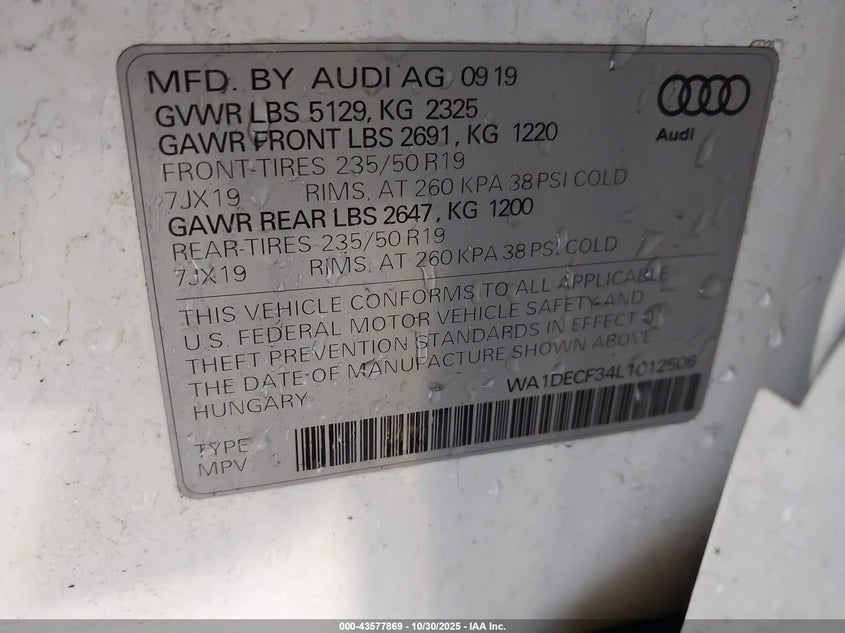 MFD. BY AUDI AG 09 19
GVWR LBS 5129, KG 2325
GAWR FRONT LBS 2691, KG 1220
FRONT-TIRES 235/50 R19
7JX19 RIMS, AT 260 KPA 38 PSI COLD
GAWR REAR LBS 2647, KG 1200
REAR-TIRES 235/50 R19
7JX19 RIMS, AT 260 KPA 38 PSI COLD
Audi
THIS VEHICLE CONFORMS TO ALL APPLICABLE
U.S. FEDERAL MOTOR VEHICLE SAFETY AND
THEFT PREVENTION STANDARDS IN EFFECT ON
THE DATE OF MANUFACTURE SHOWN ABOVE
HUNGARY
WA1DECF34L1012506
TYPE
MPV
000-43577869 - 10/30/2025 - IAA Inc.